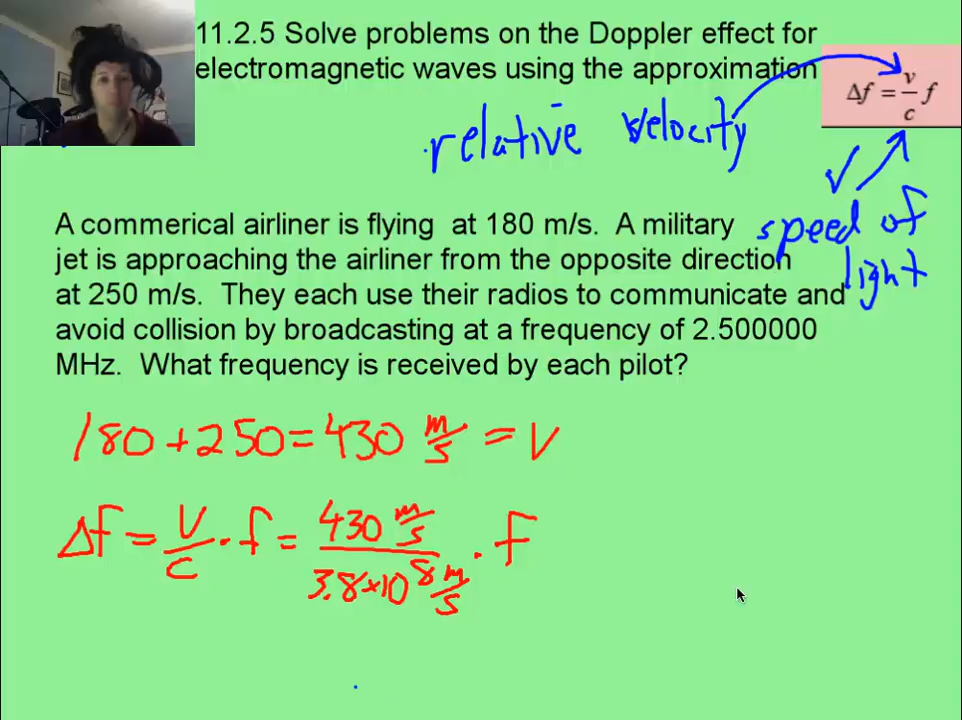 11.2.5 Solve problems on the Doppler effect for
electromagnetic waves using the approximation
Δf = v/c f
relative velocity
speed of
light
A commerical airliner is flying at 180 m/s. A military
jet is approaching the airliner from the opposite direction
at 250 m/s. They each use their radios to communicate and
avoid collision by broadcasting at a frequency of 2.500000
MHz. What frequency is received by each pilot?
180+250=430 m/s = V
Δf = V/c · f = 430 m/s / 3.8×10^8 m/s · f